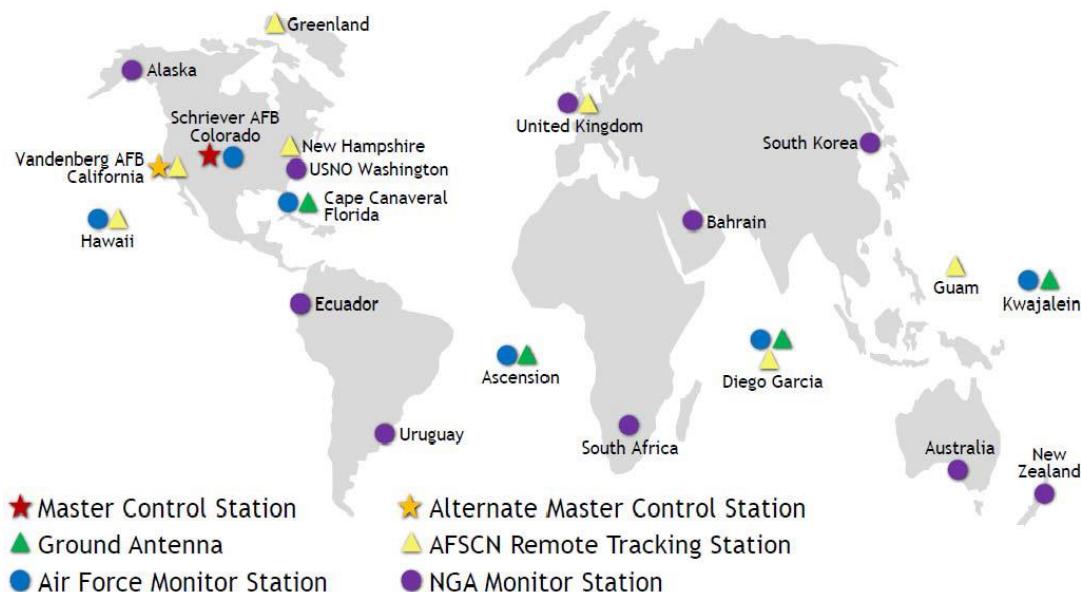 Greenland
Alaska
Schriever AFB
Colorado
United Kingdom
New Hampshire
South Korea
Vandenberg AFB
California
USNO Washington
Cape Canaveral
Florida
Bahrain
Hawaii
Guam
Kwajalein
Ecuador
Ascension
Diego Garcia
Uruguay
South Africa
Australia
New
Zealand
Master Control Station
Alternate Master Control Station
Ground Antenna
AFSCN Remote Tracking Station
Air Force Monitor Station
NGA Monitor Station